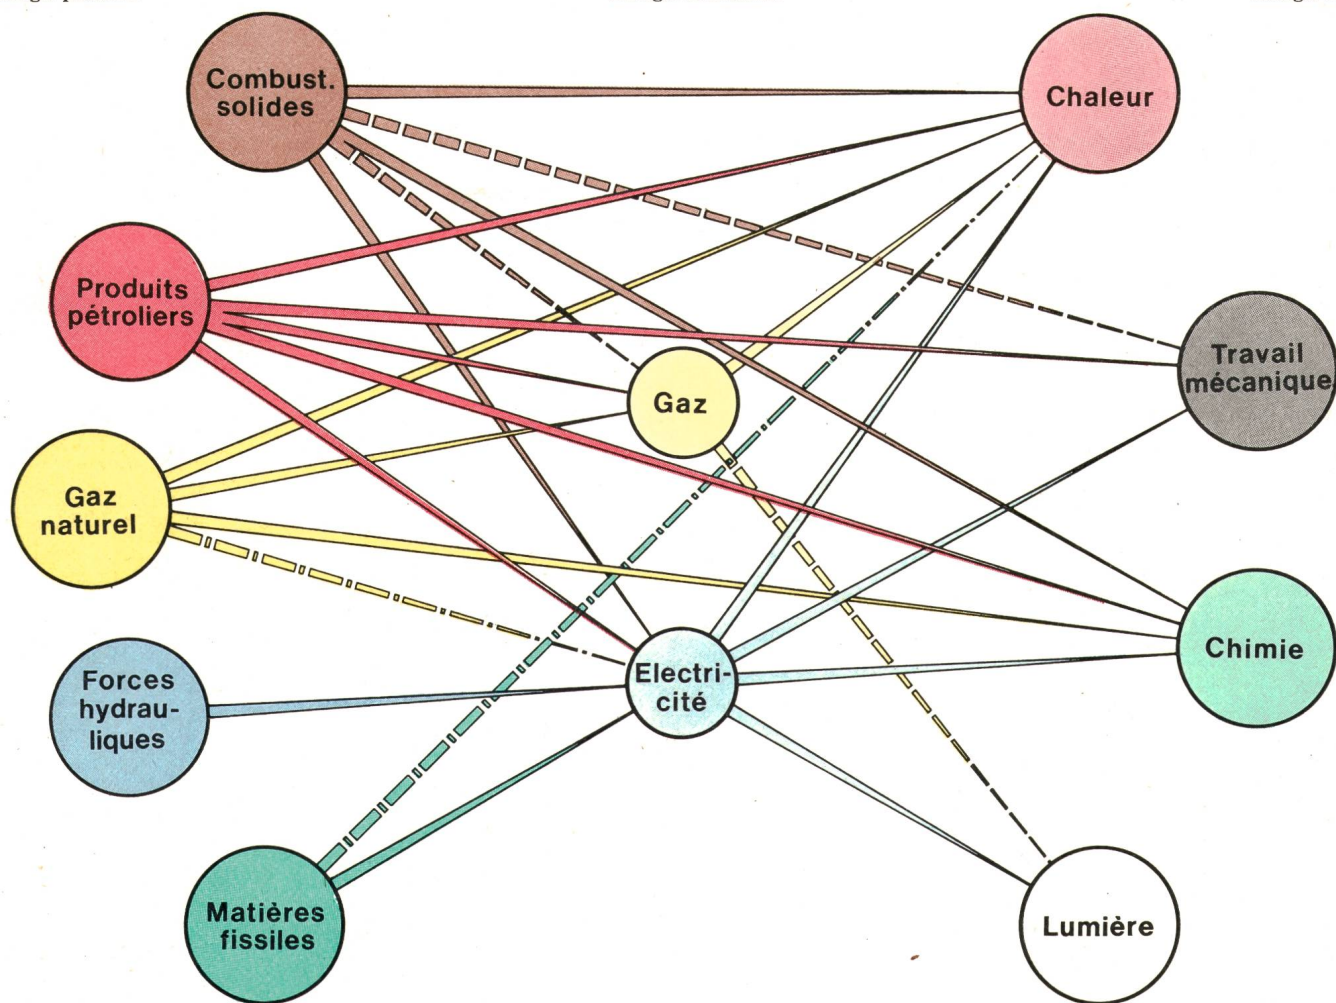 Combust.
solides
Chaleur
Produits
pétroliers
Travail
mécanique
Gaz
Gaz
naturel
Chimie
Forces
hydrau-
liques
Electri-
cité
Matières
fissiles
Lumière